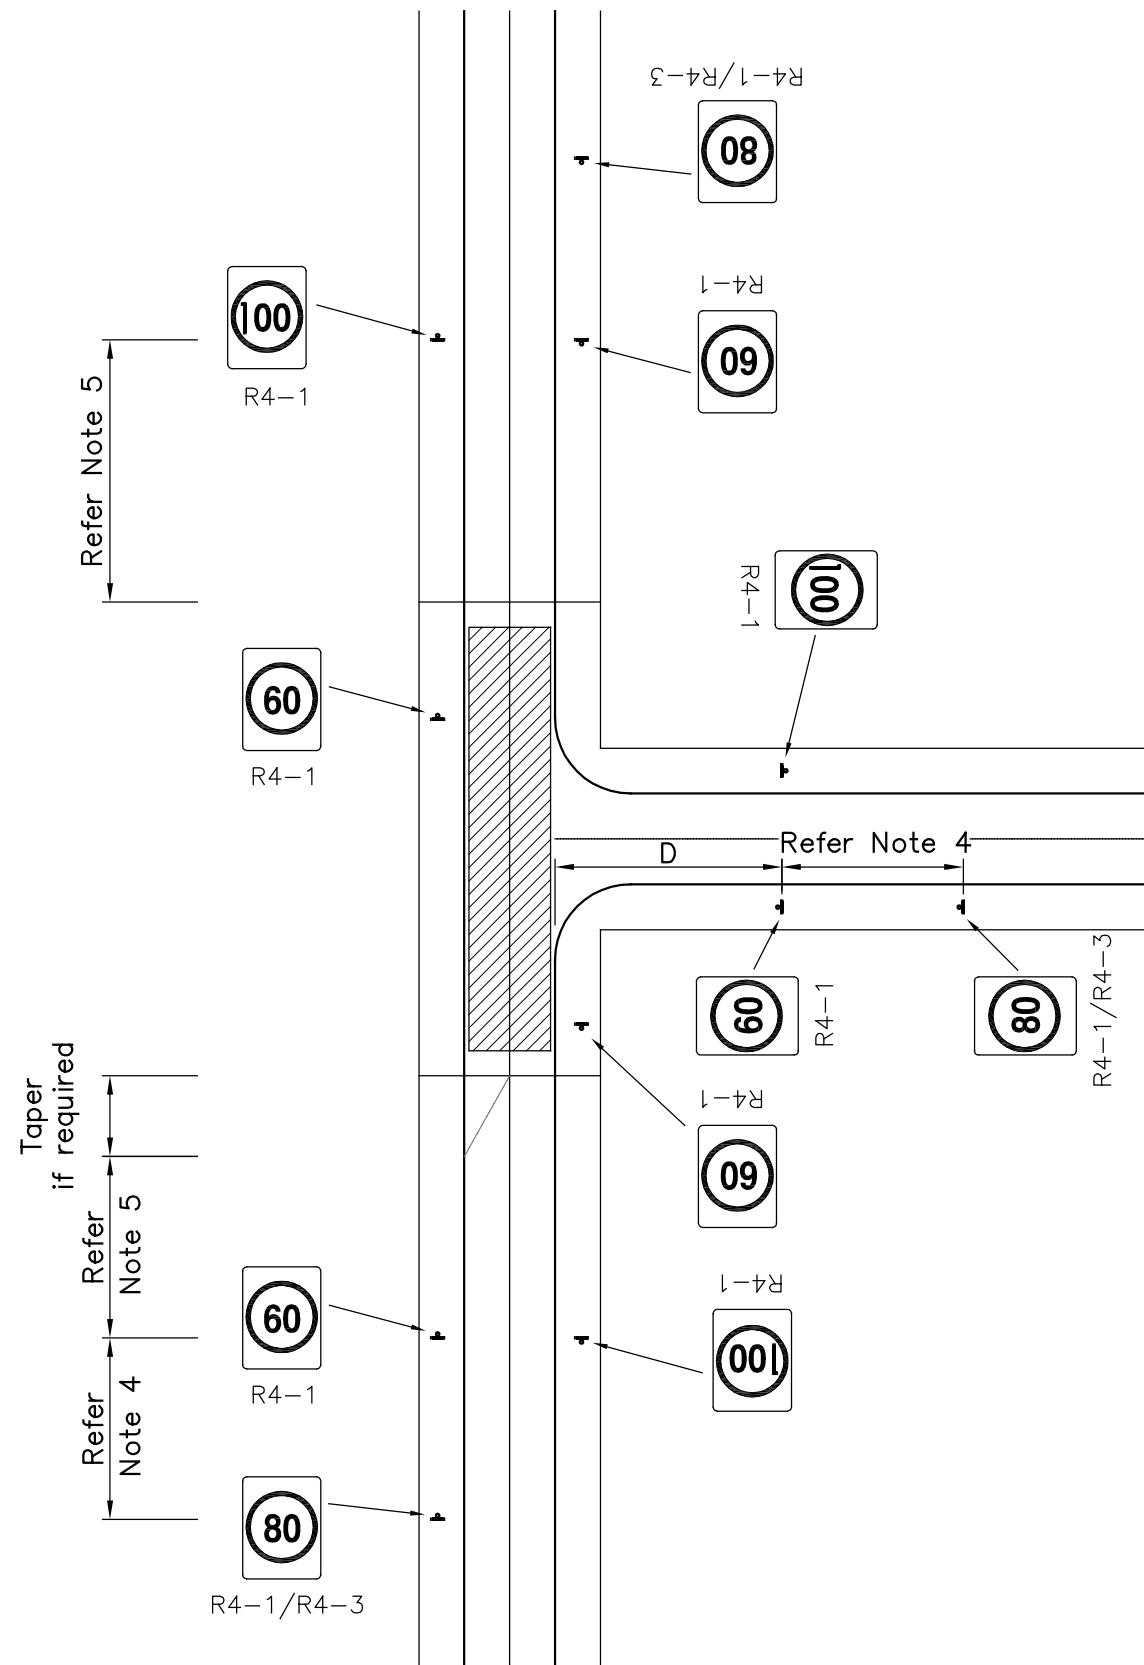 R4-1/R4-3
80
100
R4-1
R4-1
60
Refer Note 5
100
R4-1
60
R4-1
Refer Note 4
D
60
R4-1
80
R4-1/R4-3
Taper
if required
R4-1
60
Refer
Note 5
60
R4-1
R4-1
100
Refer
Note 4
80
R4-1/R4-3